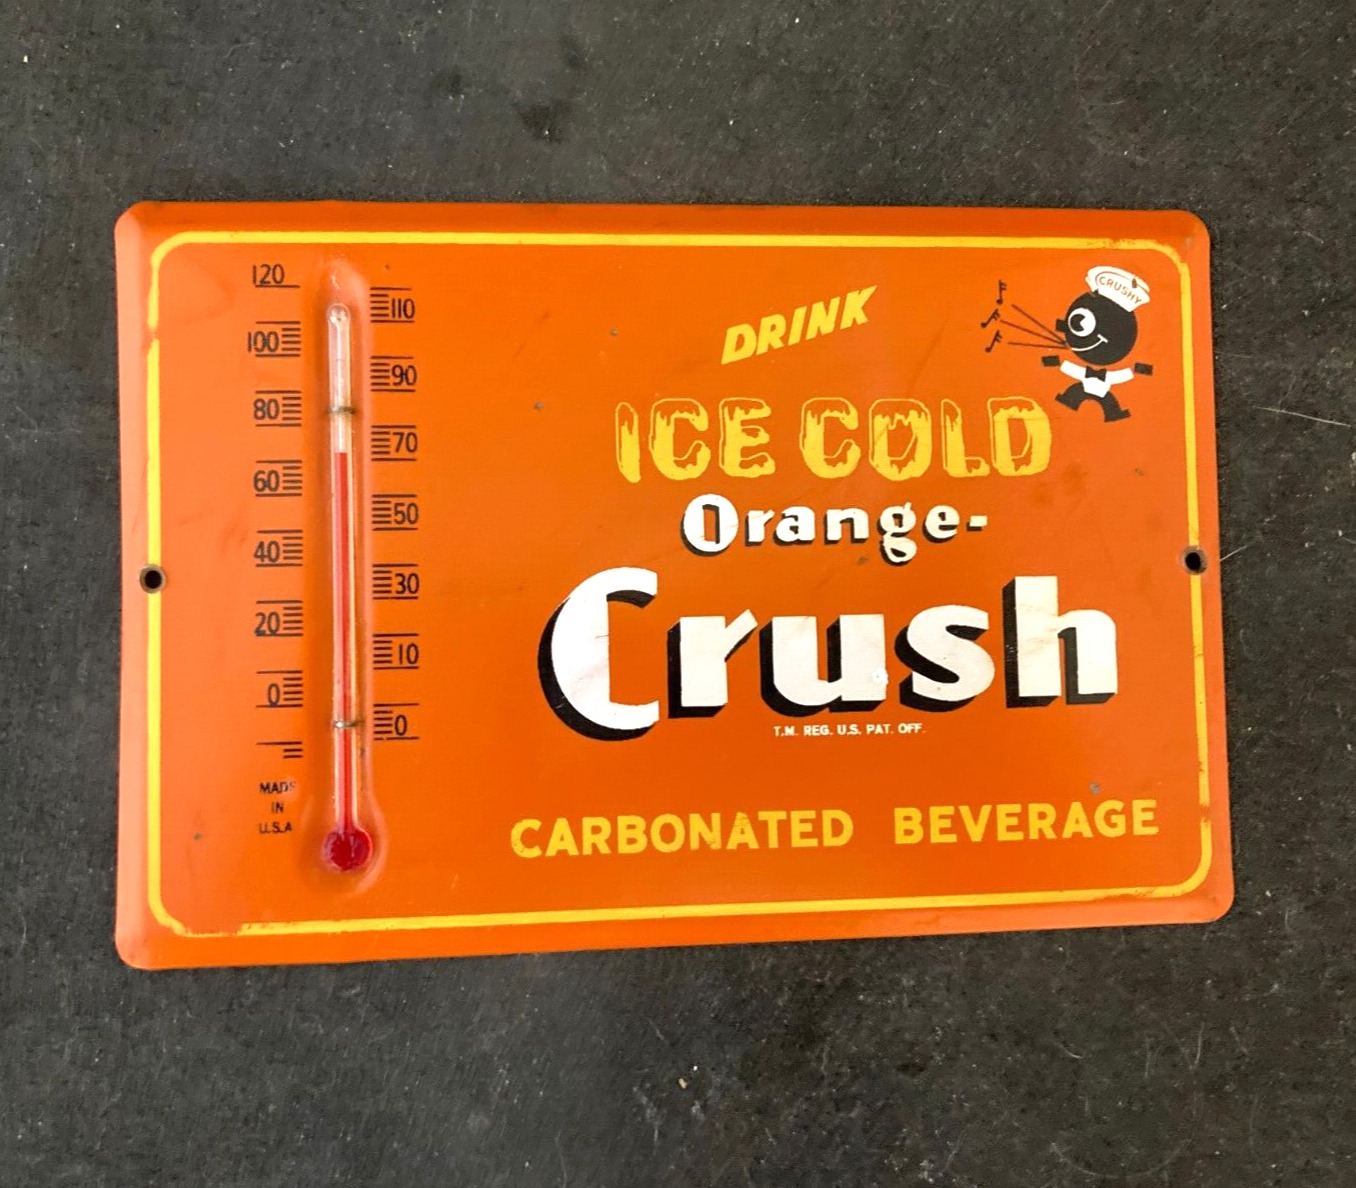 120
110
100
90
80
70
60
50
40
30
20
10
0
0
MADE
IN
U.S.A
CRUSHY
DRINK
ICE COLD
Orange-
Crush
T.M. REG. U.S. PAT. OFF.
CARBONATED BEVERAGE